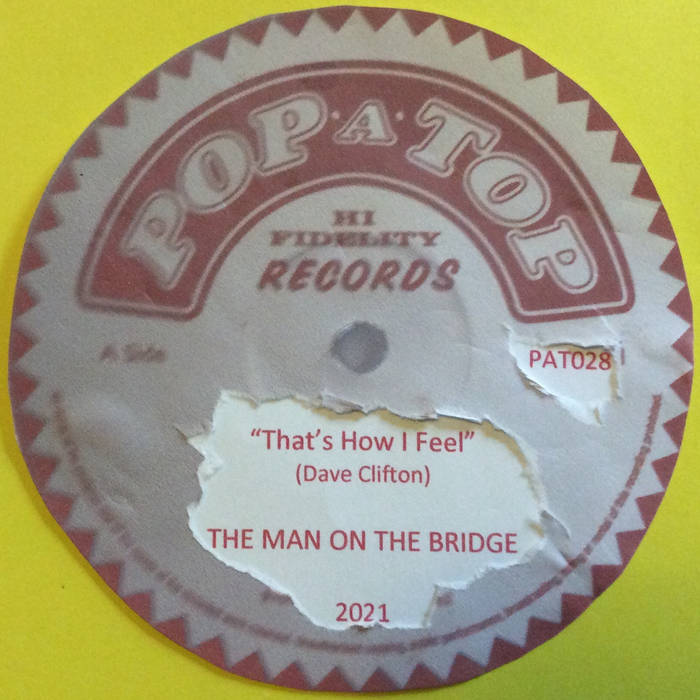 POP·A·TOP
HI
FIDELITY
RECORDS
A Side
PAT028
“That’s How I Feel”
(Dave Clifton)
THE MAN ON THE BRIDGE
2021